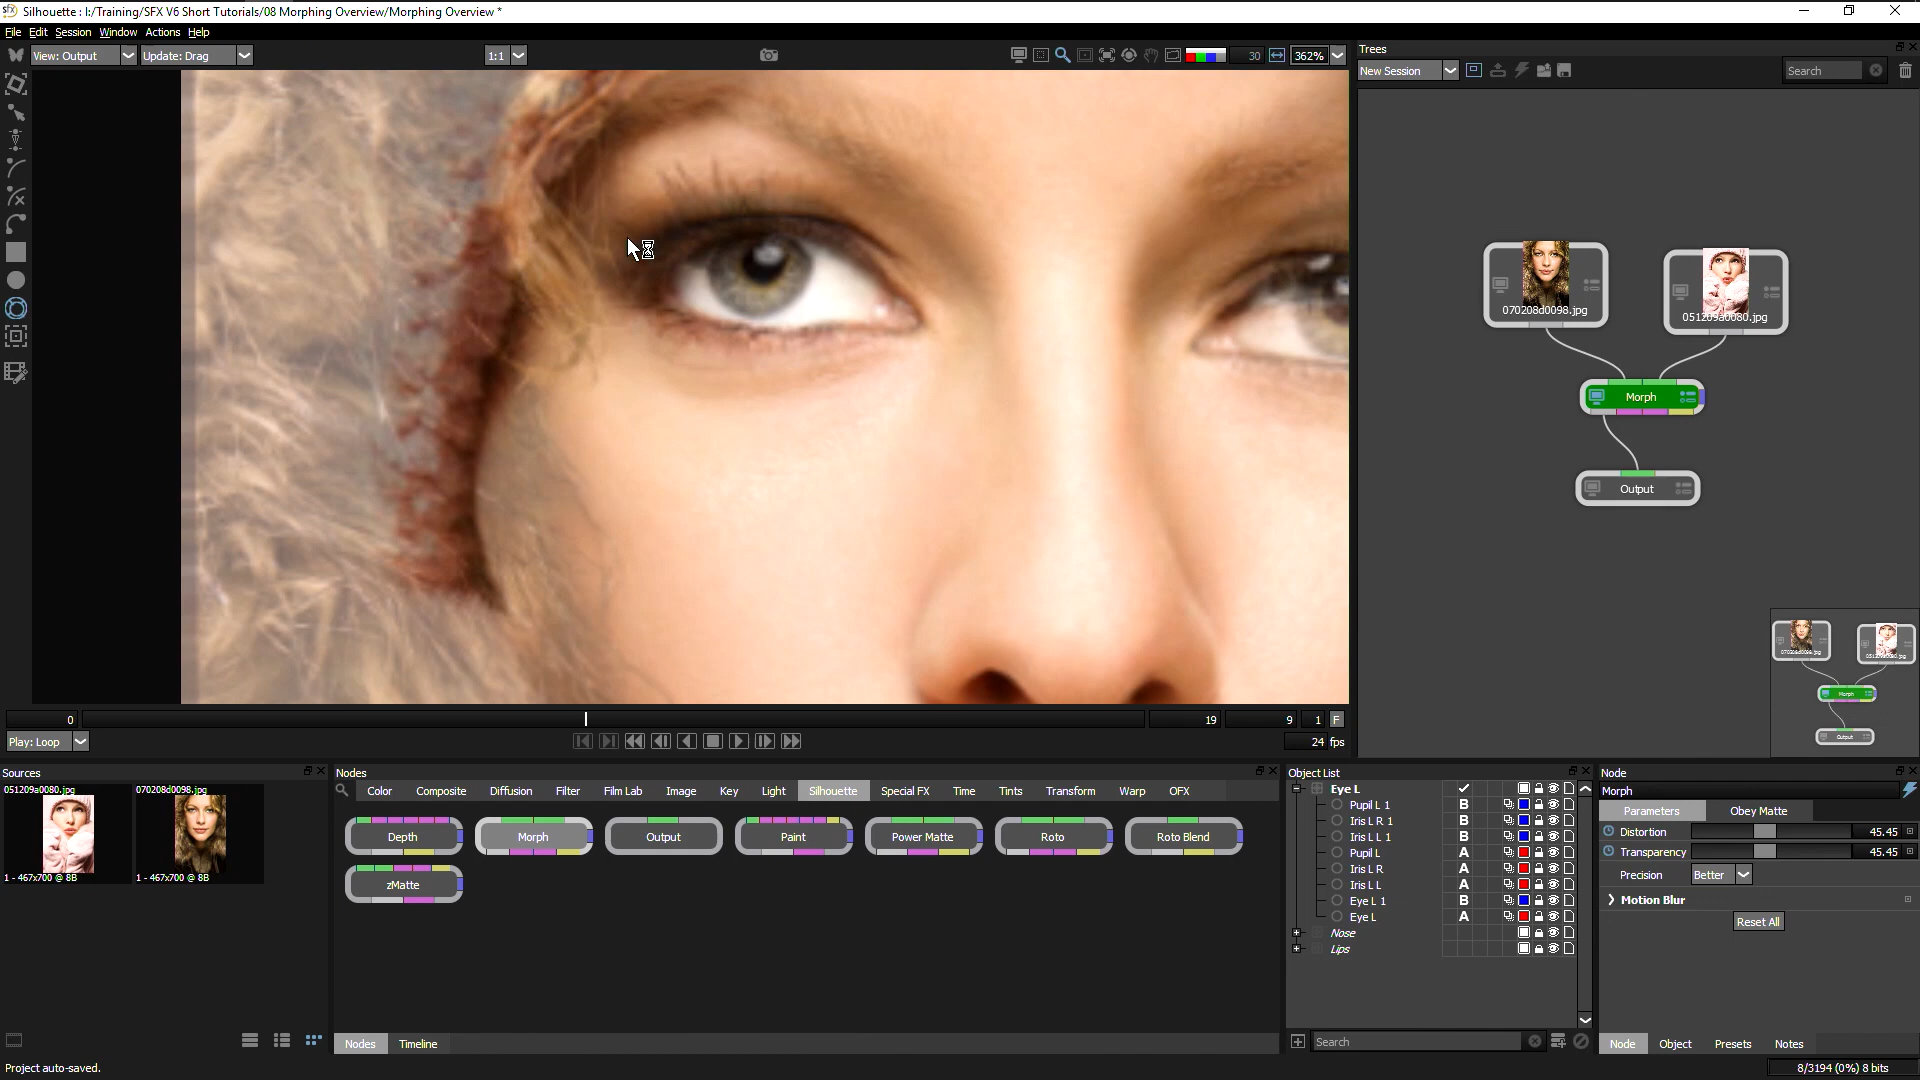 Silhouette : I:/Training/SFX V6 Short Tutorials/08 Morphing Overview/Morphing Overview *
File Edit Session Window Actions Help
View: Output Update: Drag 1:1 30 362%
Trees
New Session Search
070208d0098.jpg 051209a0080.jpg
Morph
Output
070208d0098.jpg 051209a0080.jpg
Morph
Output
0 19 9 1 F
Play: Loop 24 fps
Sources
051209a0080.jpg 070208d0098.jpg
1 - 467x700 @ 8B 1 - 467x700 @ 8B
Nodes
Color Composite Diffusion Filter Film Lab Image Key Light Silhouette Special FX Time Tints Transform Warp OFX
Depth Morph Output Paint Power Matte Roto Roto Blend
zMatte
Nodes Timeline
Object List
Eye L
Pupil L 1 B
Iris L R 1 B
Iris L L 1 B
Pupil L A
Iris L R A
Iris L L A
Eye L 1 B
Eye L A
Nose
Lips
Search
Node
Morph
Parameters Obey Matte
Distortion 45.45
Transparency 45.45
Precision Better
Motion Blur
Reset All
Node Object Presets Notes
Project auto-saved.
8/3194 (0%) 8 bits